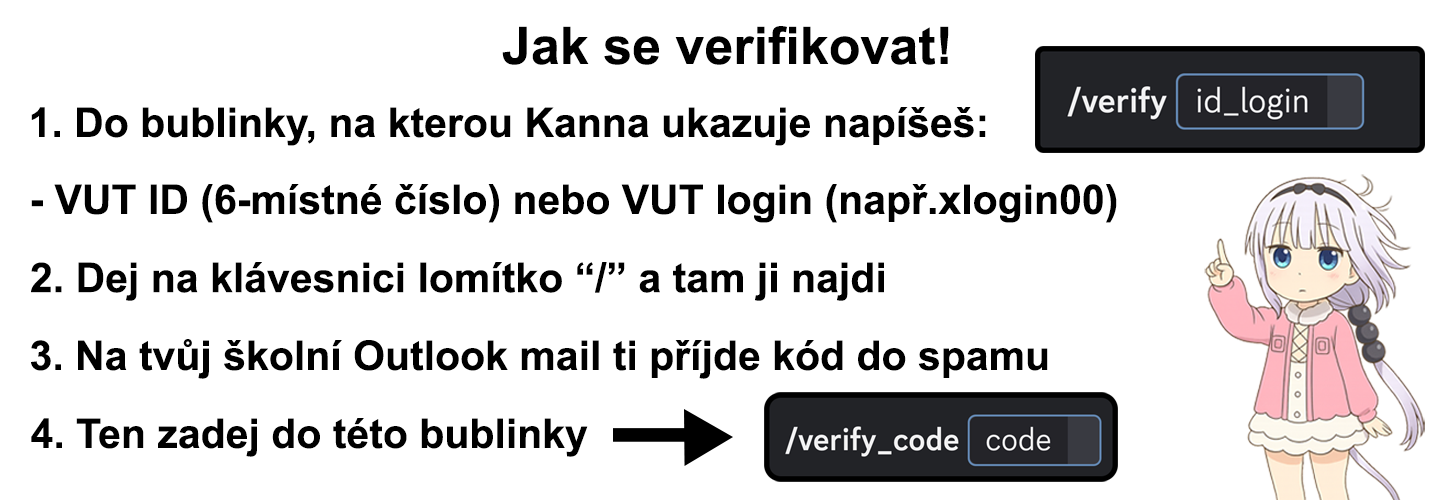 Jak se verifikovat!
/verify id_login
1. Do bublinky, na kterou Kanna ukazuje napíšeš:
- VUT ID (6-místné číslo) nebo VUT login (např.xlogin00)
2. Dej na klávesnici lomítko “/” a tam ji najdi
3. Na tvůj školní Outlook mail ti příjde kód do spamu
4. Ten zadej do této bublinky
/verify_code code